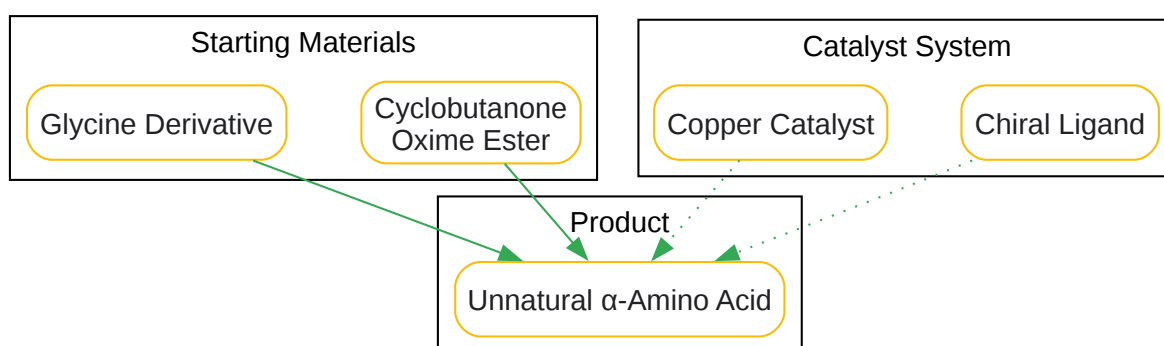 Starting Materials
Catalyst System
Glycine Derivative
Cyclobutanone
Oxime Ester
Copper Catalyst
Chiral Ligand
Product
Unnatural α-Amino Acid